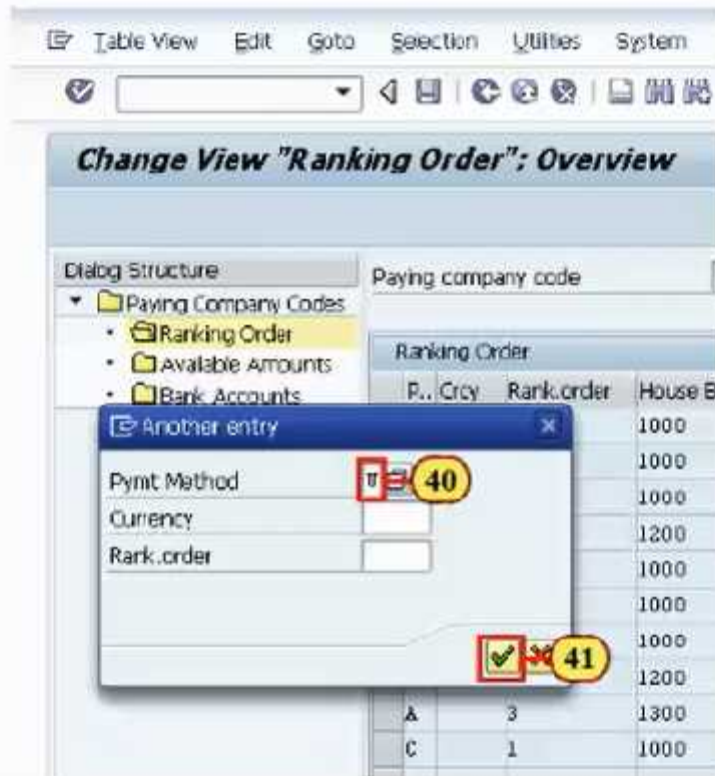 Table View Edit Goto Selection Utilities System
Change View "Ranking Order": Overview
Dialog Structure
Paying company code
Paying Company Codes
Ranking Order
Available Amounts
Bank Accounts
Ranking Order
P.. Crcy Rank.order House B
Another entry
Pymt Method
40
Currency
Rank.order
41
1000
1000
1000
1200
1000
1000
1000
1200
A 3 1300
C 1 1000